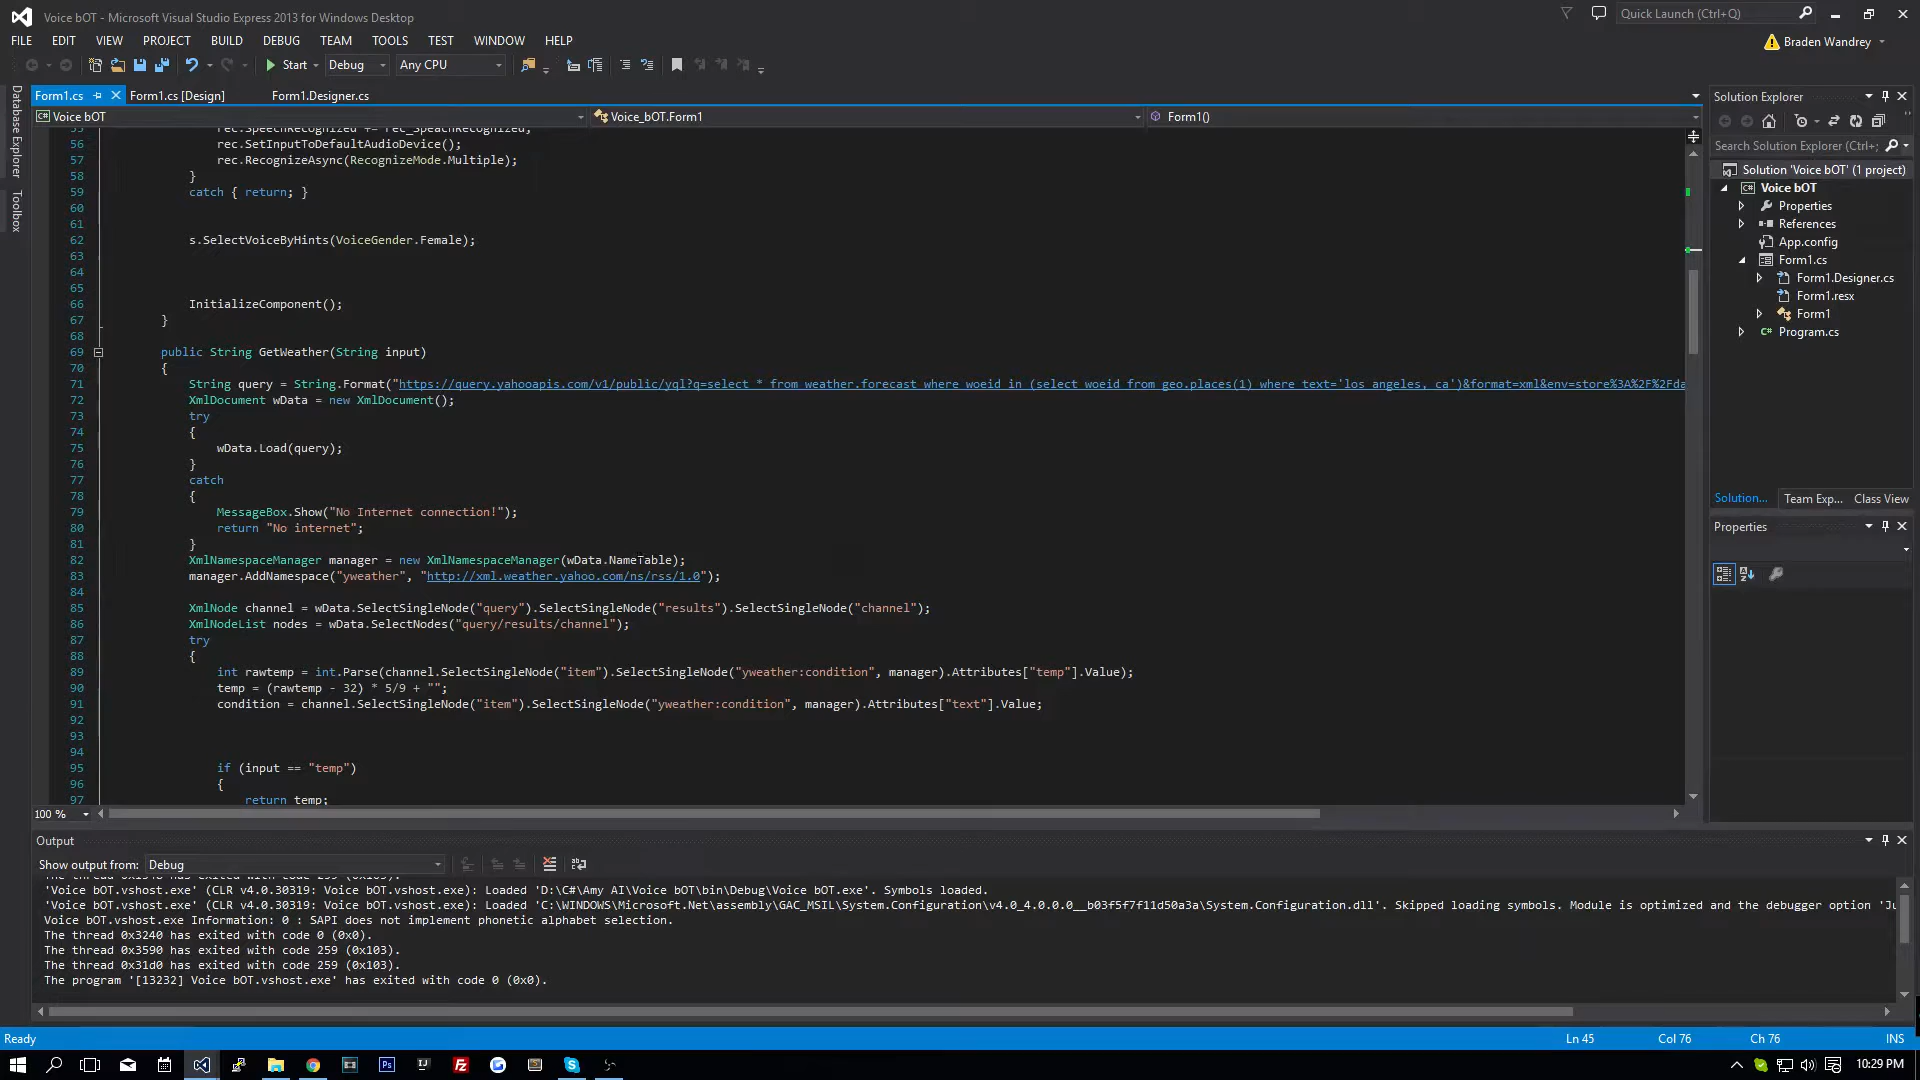 Voice bOT - Microsoft Visual Studio Express 2013 for Windows Desktop
Quick Launch (Ctrl+Q)
FILE EDIT VIEW PROJECT BUILD DEBUG TEAM TOOLS TEST WINDOW HELP
Braden Wandrey
Start Debug Any CPU
Database Explorer
Toolbox
Form1.cs Form1.cs [Design] Form1.Designer.cs
Voice bOT Voice_bOT.Form1 Form1()
55 rec.SpeechRecognized += rec_SpeachRecognized;
56 rec.SetInputToDefaultAudioDevice();
57 rec.RecognizeAsync(RecognizeMode.Multiple);
58 }
59 catch { return; }
60
61
62 s.SelectVoiceByHints(VoiceGender.Female);
63
64
65
66 InitializeComponent();
67 }
68
69 public String GetWeather(String input)
70 {
71 String query = String.Format("https://query.yahooapis.com/v1/public/yql?q=select * from weather.forecast where woeid in (select woeid from geo.places(1) where text='los angeles, ca')&format=xml&env=store%3A%2F%2Fda
72 XmlDocument wData = new XmlDocument();
73 try
74 {
75 wData.Load(query);
76 }
77 catch
78 {
79 MessageBox.Show("No Internet connection!");
80 return "No internet";
81 }
82 XmlNamespaceManager manager = new XmlNamespaceManager(wData.NameTable);
83 manager.AddNamespace("yweather", "http://xml.weather.yahoo.com/ns/rss/1.0");
84
85 XmlNode channel = wData.SelectSingleNode("query").SelectSingleNode("results").SelectSingleNode("channel");
86 XmlNodeList nodes = wData.SelectNodes("query/results/channel");
87 try
88 {
89 int rawtemp = int.Parse(channel.SelectSingleNode("item").SelectSingleNode("yweather:condition", manager).Attributes["temp"].Value);
90 temp = (rawtemp - 32) * 5/9 + "";
91 condition = channel.SelectSingleNode("item").SelectSingleNode("yweather:condition", manager).Attributes["text"].Value;
92
93
94
95 if (input == "temp")
96 {
97 return temp;
100 %
Solution Explorer
Search Solution Explorer (Ctrl+;
Solution 'Voice bOT' (1 project)
Voice bOT
Properties
References
App.config
Form1.cs
Form1.Designer.cs
Form1.resx
Form1
Program.cs
Solution... Team Exp... Class View
Properties
Output
Show output from: Debug
'Voice bOT.vshost.exe' (CLR v4.0.30319: Voice bOT.vshost.exe): Loaded 'D:\C#\Amy AI\Voice bOT\bin\Debug\Voice bOT.exe'. Symbols loaded.
'Voice bOT.vshost.exe' (CLR v4.0.30319: Voice bOT.vshost.exe): Loaded 'C:\WINDOWS\Microsoft.Net\assembly\GAC_MSIL\System.Configuration\v4.0_4.0.0.0__b03f5f7f11d50a3a\System.Configuration.dll'. Skipped loading symbols. Module is optimized and the debugger option 'Ju
Voice bOT.vshost.exe Information: 0 : SAPI does not implement phonetic alphabet selection.
The thread 0x3240 has exited with code 0 (0x0).
The thread 0x3590 has exited with code 259 (0x103).
The thread 0x31d0 has exited with code 259 (0x103).
The program '[13232] Voice bOT.vshost.exe' has exited with code 0 (0x0).
Ready Ln 45 Col 76 Ch 76 INS
10:29 PM